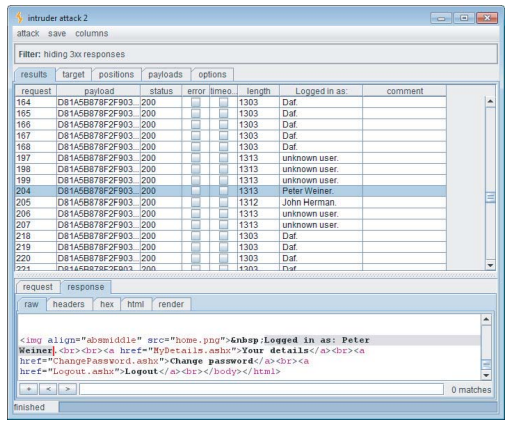 intruder attack 2
attack save columns
Filter: hiding 3xx responses
results target positions payloads options
request payload status error timeo... length Logged in as: comment
164 D81A5B878F2F903... 200 1303 Daf.
165 D81A5B878F2F903... 200 1303 Daf.
166 D81A5B878F2F903... 200 1303 Daf.
167 D81A5B878F2F903... 200 1303 Daf.
168 D81A5B878F2F903... 200 1303 Daf.
197 D81A5B878F2F903... 200 1313 unknown user.
198 D81A5B878F2F903... 200 1313 unknown user.
199 D81A5B878F2F903... 200 1313 unknown user.
204 D81A5B878F2F903... 200 1313 Peter Weiner.
205 D81A5B878F2F903... 200 1312 John Herman.
206 D81A5B878F2F903... 200 1313 unknown user.
207 D81A5B878F2F903... 200 1313 unknown user.
218 D81A5B878F2F903... 200 1303 Daf.
219 D81A5B878F2F903... 200 1303 Daf.
220 D81A5B878F2F903... 200 1303 Daf.
221 D81A5B878F2F903... 200 1303 Daf.
request response
raw headers hex html render
<img align="absmiddle" src="home.png">&nbsp;Logged in as: Peter
Weiner.<br><br><a href="MyDetails.ashx">Your details</a><br><a
href="ChangePassword.ashx">Change password</a><br><a
href="Logout.ashx">Logout</a><br></body></html>
+ < > 0 matches
finished